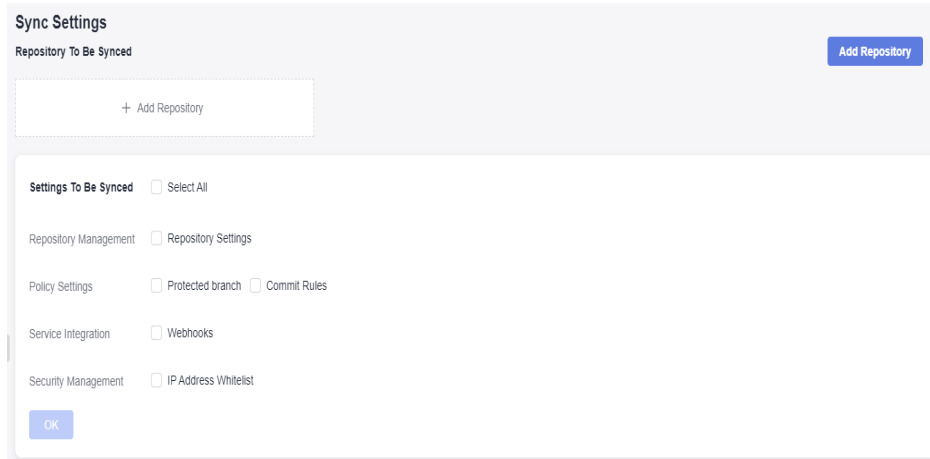 Sync Settings
Repository To Be Synced
Add Repository
+ Add Repository
Settings To Be Synced Select All
Repository Management Repository Settings
Policy Settings Protected branch Commit Rules
Service Integration Webhooks
Security Management IP Address Whitelist
OK